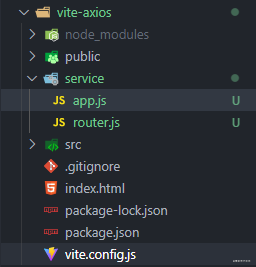 vite-axios
node_modules
public
service
JS app.js U
JS router.js U
src
.gitignore
index.html
package-lock.json
package.json
vite.config.js